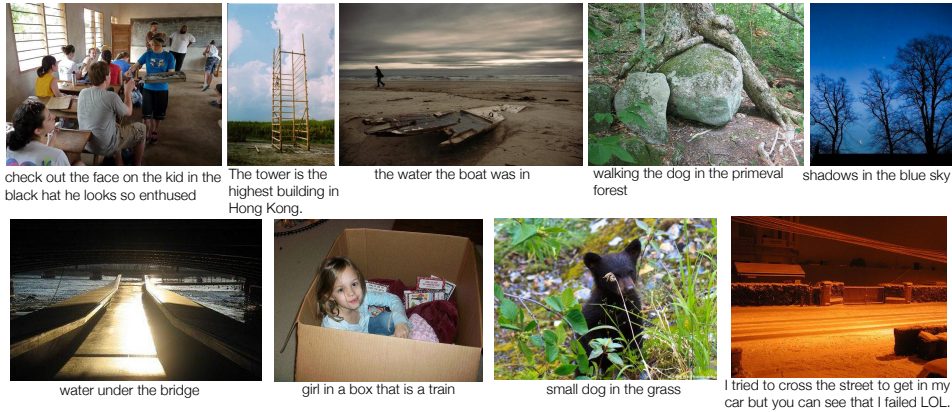 check out the face on the kid in the
black hat he looks so enthused
The tower is the
highest building in
Hong Kong.
the water the boat was in
walking the dog in the primeval
forest
shadows in the blue sky
water under the bridge
girl in a box that is a train
small dog in the grass
I tried to cross the street to get in my
car but you can see that I failed LOL.